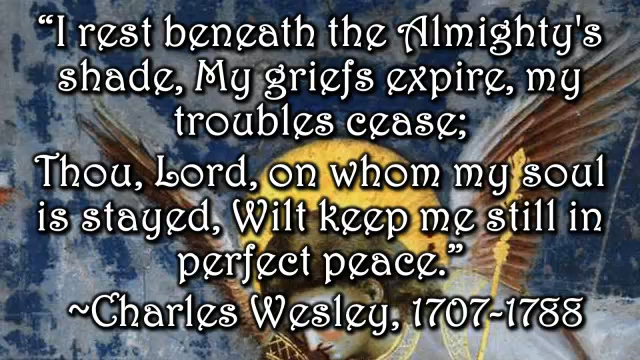 “I rest beneath the Almighty's
shade, My griefs expire, my
troubles cease;
Thou, Lord, on whom my soul
is stayed, Wilt keep me still in
perfect peace.”
~Charles Wesley, 1707-1788